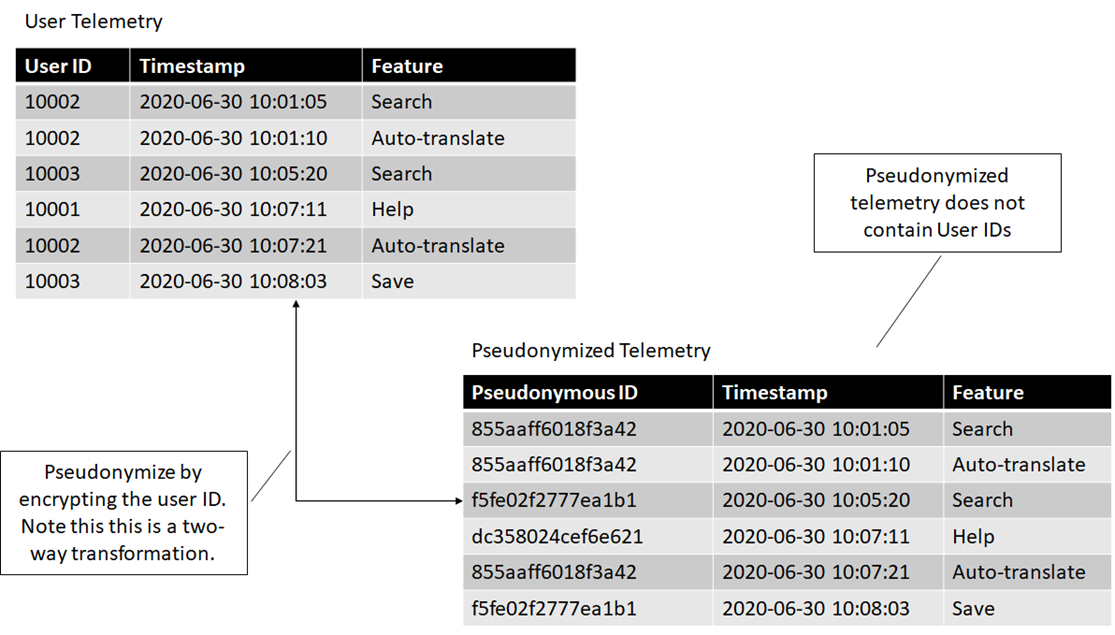 User Telemetry
User ID Timestamp Feature
10002 2020-06-30 10:01:05 Search
10002 2020-06-30 10:01:10 Auto-translate
10003 2020-06-30 10:05:20 Search
10001 2020-06-30 10:07:11 Help
10002 2020-06-30 10:07:21 Auto-translate
10003 2020-06-30 10:08:03 Save
Pseudonymized
telemetry does not
contain User IDs
Pseudonymized Telemetry
Pseudonymous ID Timestamp Feature
855aaff6018f3a42 2020-06-30 10:01:05 Search
855aaff6018f3a42 2020-06-30 10:01:10 Auto-translate
f5fe02f2777ea1b1 2020-06-30 10:05:20 Search
dc358024cef6e621 2020-06-30 10:07:11 Help
855aaff6018f3a42 2020-06-30 10:07:21 Auto-translate
f5fe02f2777ea1b1 2020-06-30 10:08:03 Save
Pseudonymize by
encrypting the user ID.
Note this this is a two-
way transformation.